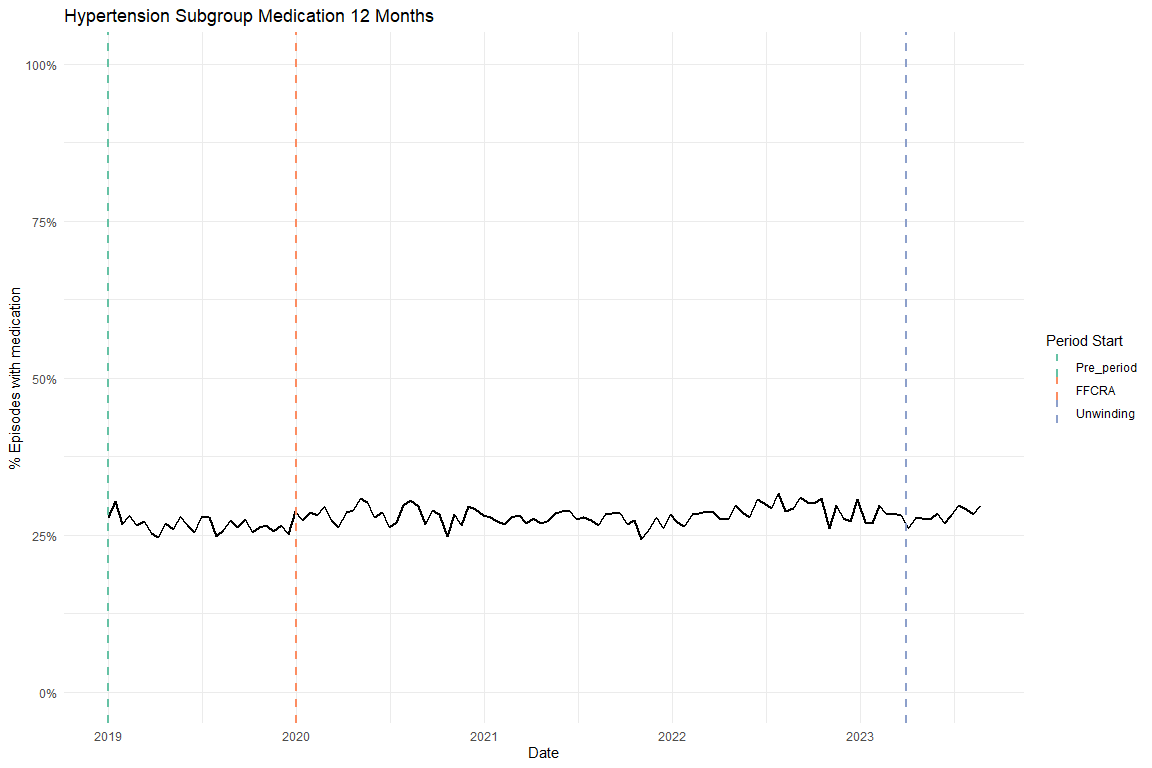 Hypertension Subgroup Medication 12 Months
100%
75%
50%
25%
0%
% Episodes with medication
2019
2020
2021
2022
2023
Date
Period Start
Pre_period
FFCRA
Unwinding